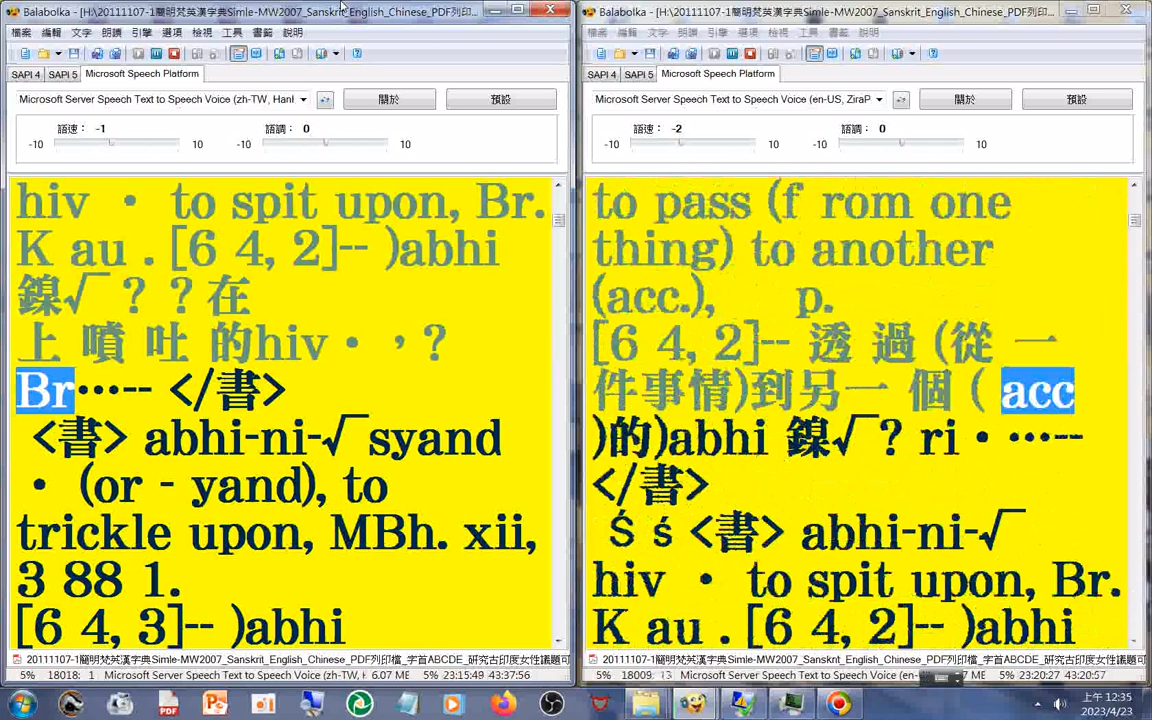 Balabolka - [H:\20111107-1簡明梵英漢字典Simle-MW2007_Sanskrit_English_Chinese_PDF列印...
檔案 編輯 文字 朗讀 引擎 選項 檢視 工具 書籤 說明
SAPI 4 SAPI 5 Microsoft Speech Platform
Microsoft Server Speech Text to Speech Voice (zh-TW, Hanl
關於 預設
語速： -1 語調： 0
-10 10 -10 10
hiv • to spit upon, Br.
K au . [6 4, 2]-- )abhi
鎳√ ? ? 在
上 噴 吐 的hiv • ，?
Br…-- </書>
<書> abhi-ni-√ syand
• (or - yand), to
trickle upon, MBh. xii,
3 88 1.
[6 4, 3]-- )abhi
20111107-1簡明梵英漢字典Simle-MW2007_Sanskrit_English_Chinese_PDF列印檔_字首ABCDE_研究古印度女性議題可
5% 18018: 1 Microsoft Server Speech Text to Speech Voice (zh-TW, H 6.07 ME 5% 23:15:49 43:37:56
Balabolka - [H:\20111107-1簡明梵英漢字典Simle-MW2007_Sanskrit_English_Chinese_PDF列印...
檔案 編輯 文字 朗讀 引擎 選項 檢視 工具 書籤 說明
SAPI 4 SAPI 5 Microsoft Speech Platform
Microsoft Server Speech Text to Speech Voice (en-US, ZiraP
關於 預設
語速： -2 語調： 0
-10 10 -10 10
to pass (f rom one
thing) to another
(acc.), p.
[6 4, 2]-- 透 過 (從 一
件事情)到另一 個 ( acc
)的)abhi 鎳√ ? ri • …--
</書>
Ś ś <書> abhi-ni-√
hiv • to spit upon, Br.
K au . [6 4, 2]-- )abhi
20111107-1簡明梵英漢字典Simle-MW2007_Sanskrit_English_Chinese_PDF列印檔_字首ABCDE_研究古印度女性議題可
5% 18009: 13 Microsoft Server Speech Text to Speech 5% 23:20:27 43:20:57
上午 12:35
2023/4/23